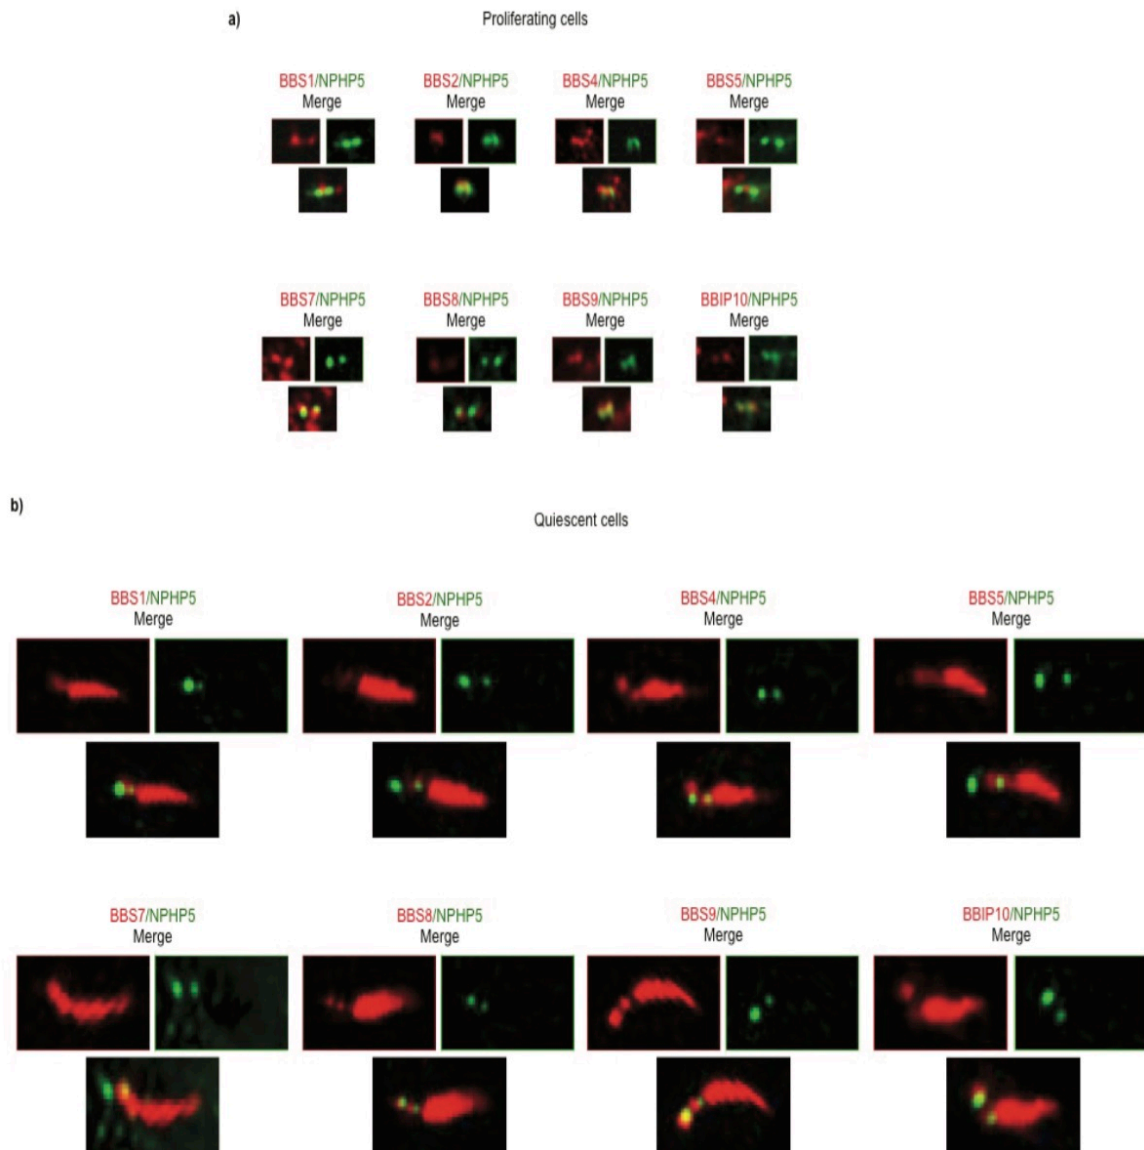 a)
Proliferating cells
BBS1/NPHP5
Merge
BBS2/NPHP5
Merge
BBS4/NPHP5
Merge
BBS5/NPHP5
Merge
BBS7/NPHP5
Merge
BBS8/NPHP5
Merge
BBS9/NPHP5
Merge
BBIP10/NPHP5
Merge
b)
Quiescent cells
BBS1/NPHP5
Merge
BBS2/NPHP5
Merge
BBS4/NPHP5
Merge
BBS5/NPHP5
Merge
BBS7/NPHP5
Merge
BBS8/NPHP5
Merge
BBS9/NPHP5
Merge
BBIP10/NPHP5
Merge